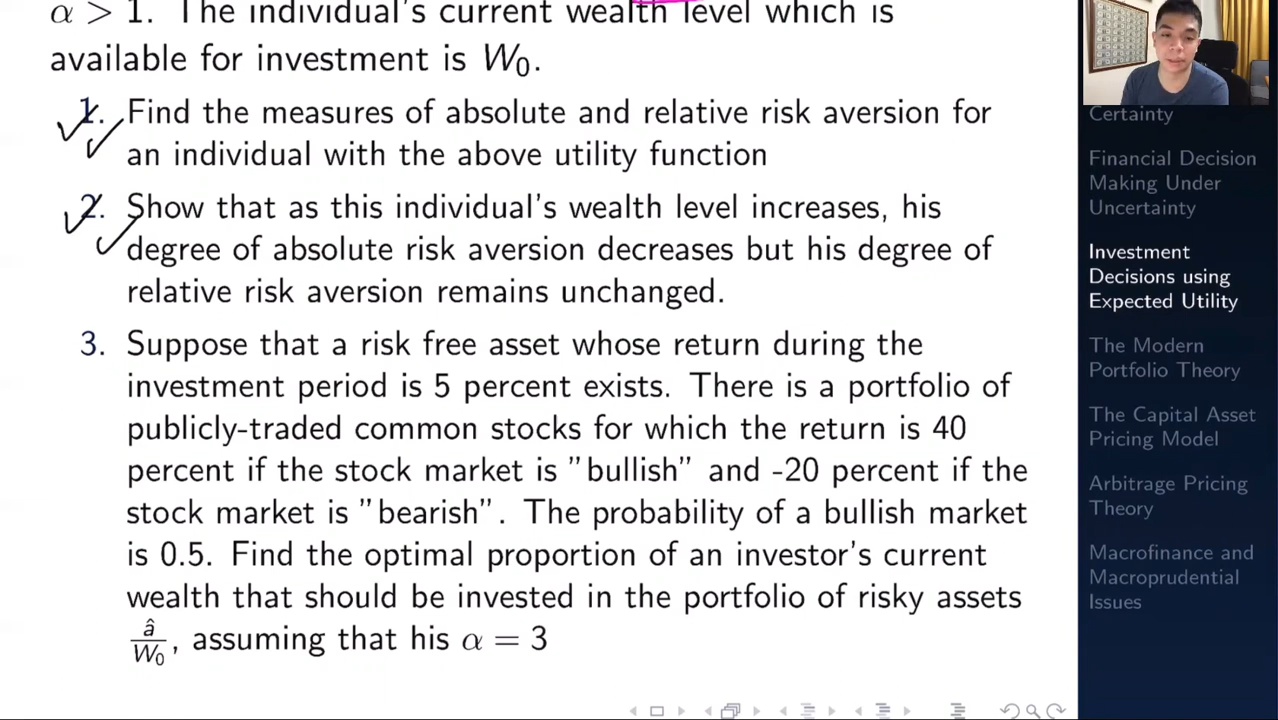 α > 1. The individual's current wealth level which is
available for investment is W₀.
1. Find the measures of absolute and relative risk aversion for
an individual with the above utility function
2. Show that as this individual's wealth level increases, his
degree of absolute risk aversion decreases but his degree of
relative risk aversion remains unchanged.
3. Suppose that a risk free asset whose return during the
investment period is 5 percent exists. There is a portfolio of
publicly-traded common stocks for which the return is 40
percent if the stock market is "bullish" and -20 percent if the
stock market is "bearish". The probability of a bullish market
is 0.5. Find the optimal proportion of an investor's current
wealth that should be invested in the portfolio of risky assets
â/W₀, assuming that his α = 3
Certainty
Financial Decision
Making Under
Uncertainty
Investment
Decisions using
Expected Utility
The Modern
Portfolio Theory
The Capital Asset
Pricing Model
Arbitrage Pricing
Theory
Macrofinance and
Macroprudential
Issues